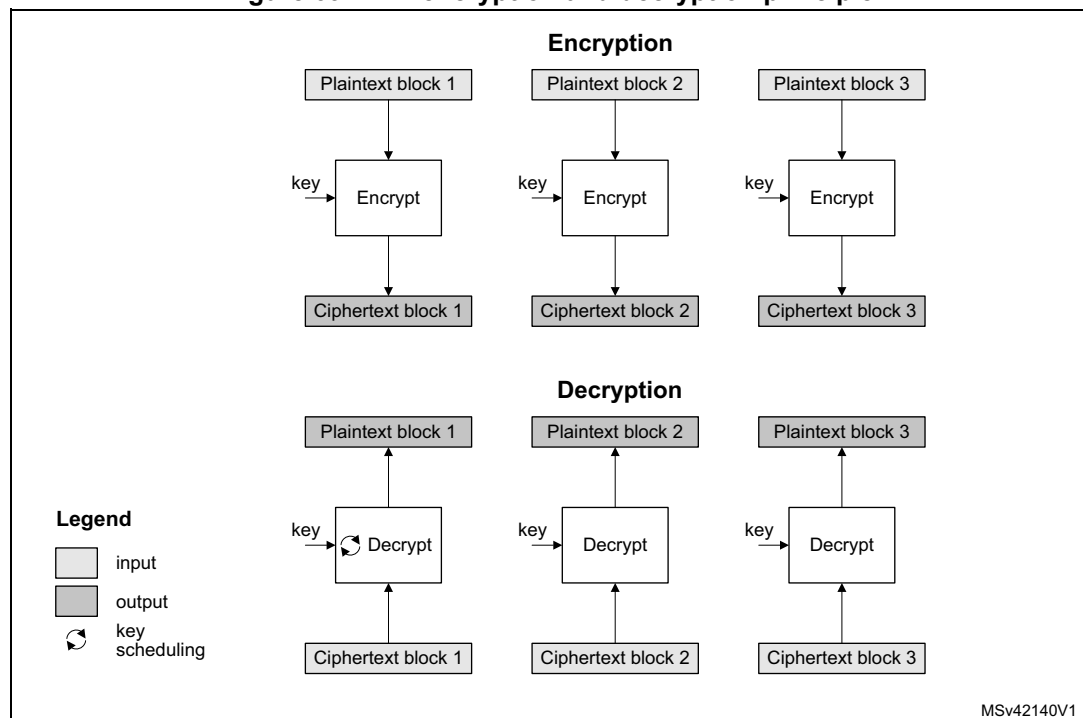 Encryption
Plaintext block 1 Plaintext block 2 Plaintext block 3
key Encrypt key Encrypt key Encrypt
Ciphertext block 1 Ciphertext block 2 Ciphertext block 3
Decryption
Plaintext block 1 Plaintext block 2 Plaintext block 3
Legend
key Decrypt key Decrypt key Decrypt
input
output
key
scheduling
Ciphertext block 1 Ciphertext block 2 Ciphertext block 3
MSv42140V1